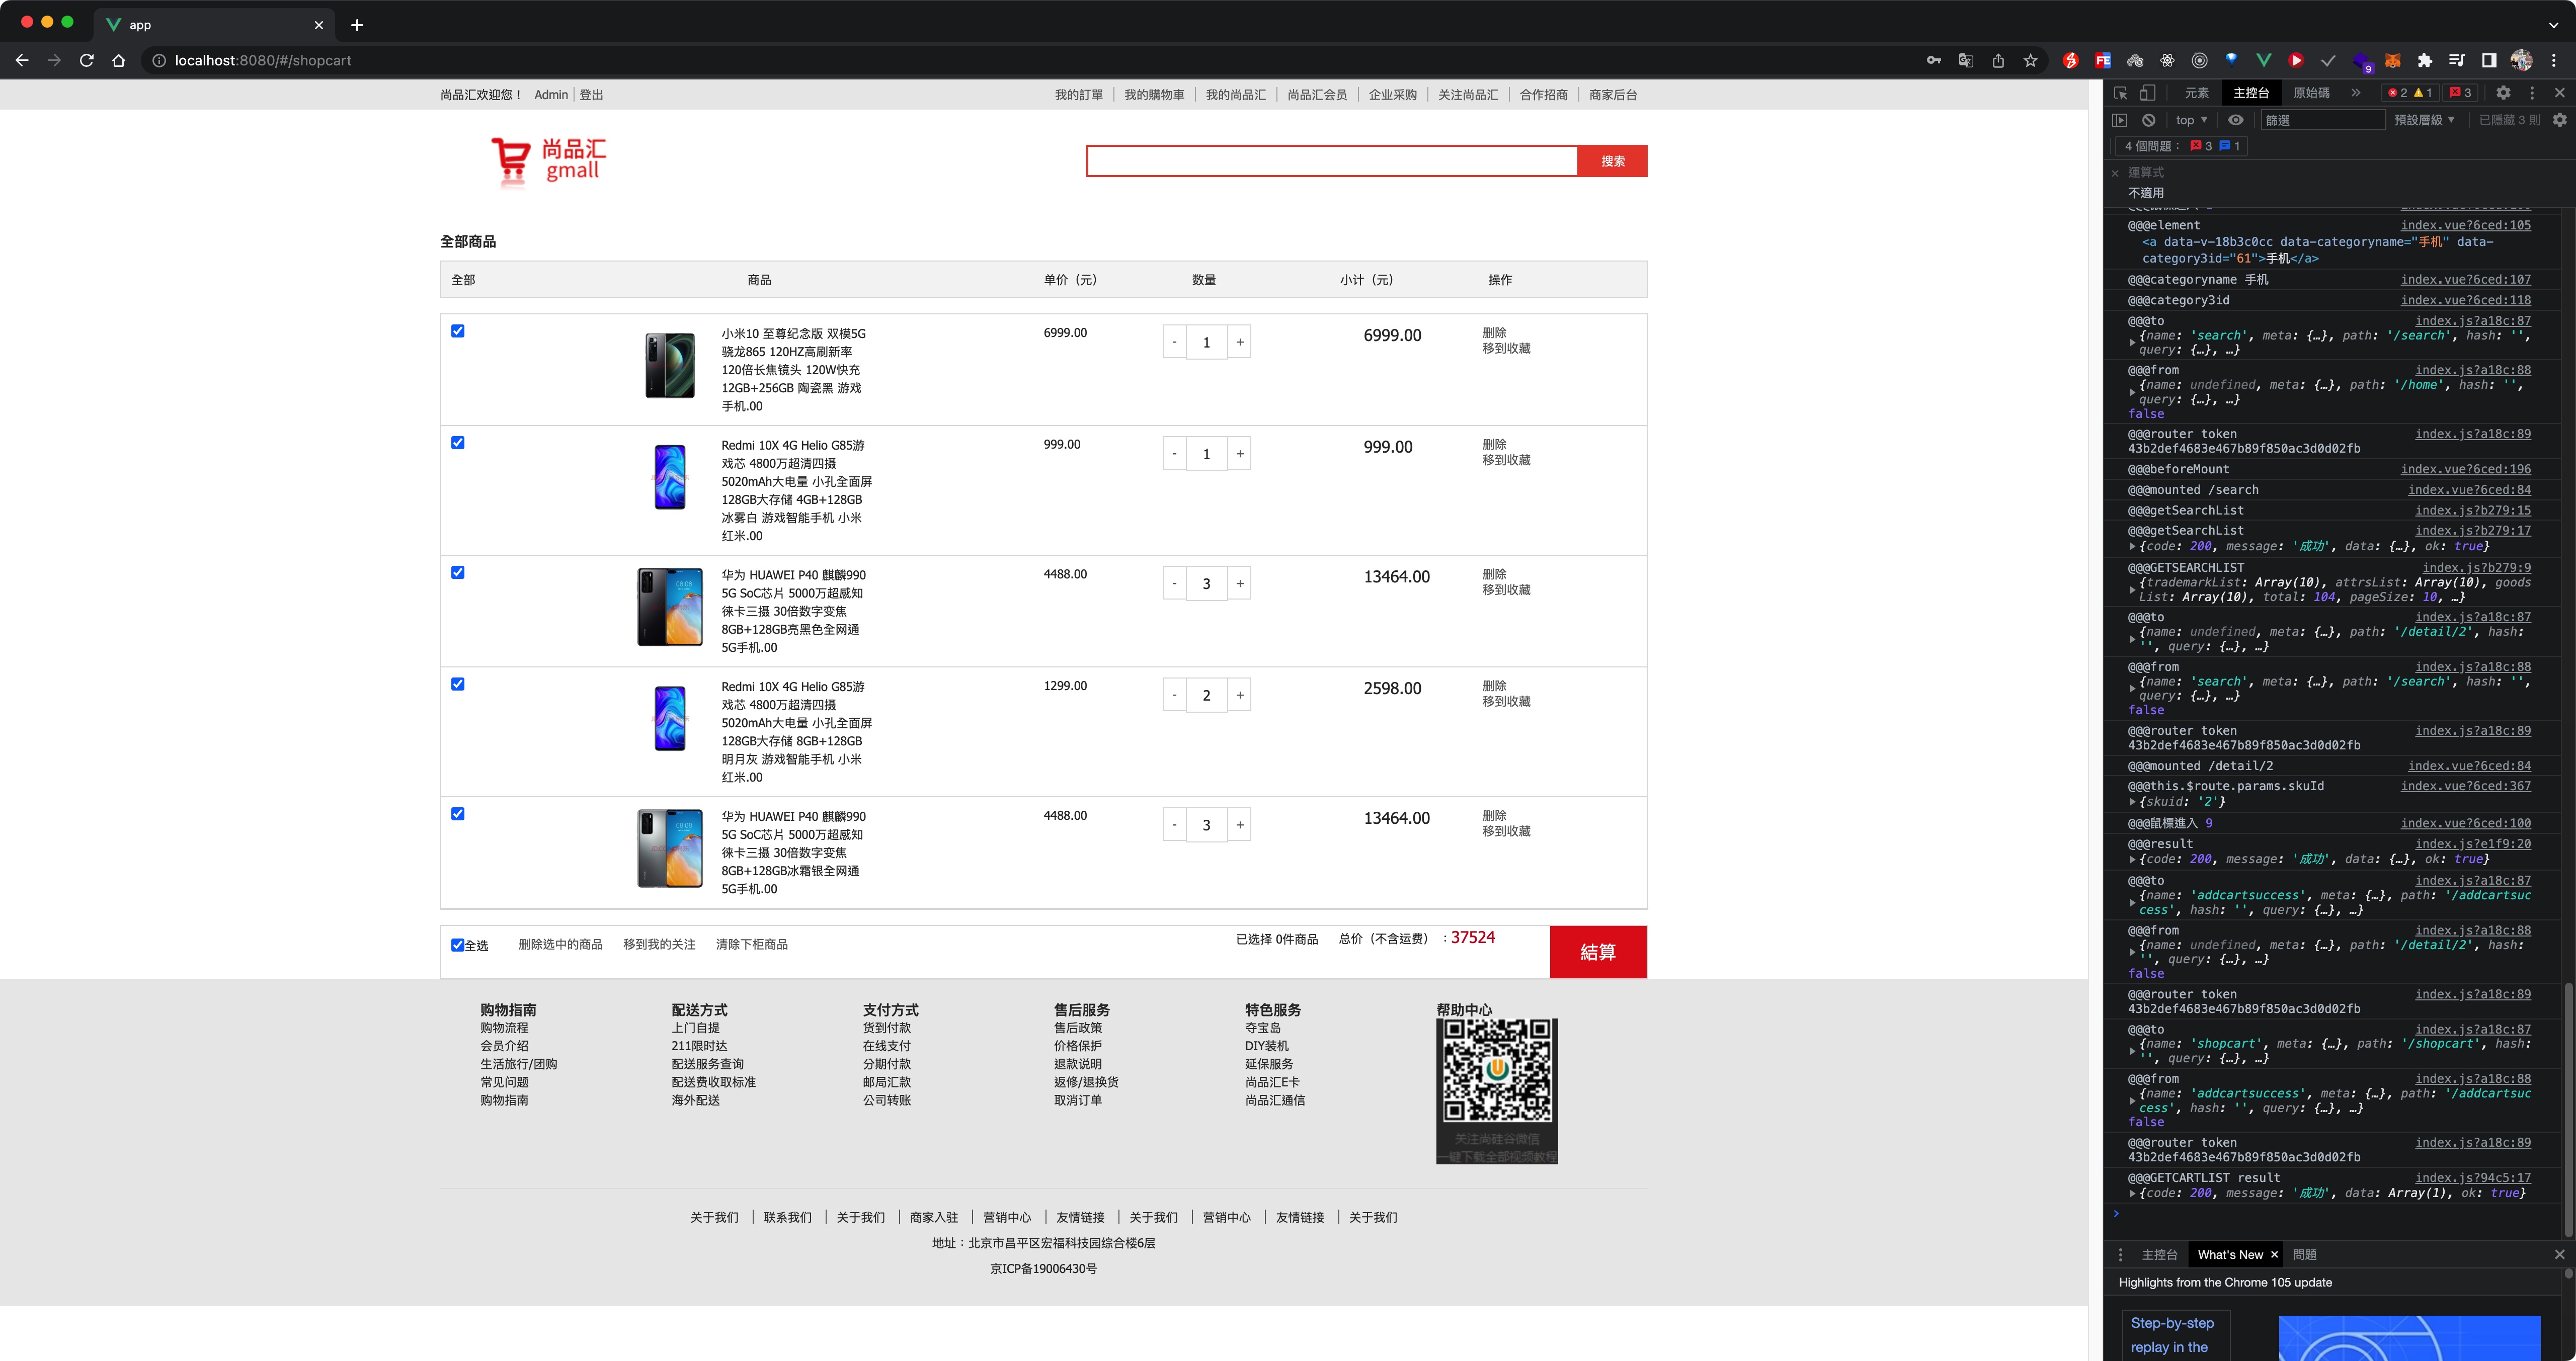 app
localhost:8080/#/shopcart
尚品汇欢迎您！ Admin 登出
我的訂單 我的購物車 我的尚品汇 尚品汇会员 企业采购 关注尚品汇 合作招商 商家后台
尚品汇
gmall
搜索
全部商品
全部 商品 单价（元） 数量 小计（元） 操作
小米10 至尊纪念版 双模5G
骁龙865 120HZ高刷新率
120倍长焦镜头 120W快充
12GB+256GB 陶瓷黑 游戏
手机.00
6999.00
- 1 +
6999.00
删除
移到收藏
Redmi 10X 4G Helio G85游
戏芯 4800万超清四摄
5020mAh大电量 小孔全面屏
128GB大存储 4GB+128GB
冰雾白 游戏智能手机 小米
红米.00
999.00
- 1 +
999.00
删除
移到收藏
华为 HUAWEI P40 麒麟990
5G SoC芯片 5000万超感知
徕卡三摄 30倍数字变焦
8GB+128GB亮黑色全网通
5G手机.00
4488.00
- 3 +
13464.00
删除
移到收藏
Redmi 10X 4G Helio G85游
戏芯 4800万超清四摄
5020mAh大电量 小孔全面屏
128GB大存储 8GB+128GB
明月灰 游戏智能手机 小米
红米.00
1299.00
- 2 +
2598.00
删除
移到收藏
华为 HUAWEI P40 麒麟990
5G SoC芯片 5000万超感知
徕卡三摄 30倍数字变焦
8GB+128GB冰霜银全网通
5G手机.00
4488.00
- 3 +
13464.00
删除
移到收藏
全选 删除选中的商品 移到我的关注 清除下柜商品
已选择 0件商品 总价（不含运费） ：37524
結算
购物指南
购物流程
会员介绍
生活旅行/团购
常见问题
购物指南
配送方式
上门自提
211限时达
配送服务查询
配送费收取标准
海外配送
支付方式
货到付款
在线支付
分期付款
邮局汇款
公司转账
售后服务
售后政策
价格保护
退款说明
返修/退换货
取消订单
特色服务
夺宝岛
DIY装机
延保服务
尚品汇E卡
尚品汇通信
帮助中心
关注尚硅谷微信
一键下载全部视频教程
关于我们 联系我们 关于我们 商家入驻 营销中心 友情链接 关于我们 营销中心 友情链接 关于我们
地址：北京市昌平区宏福科技园综合楼6层
京ICP备19006430号
FE
9
元素 主控台 原始碼 » 2 1 3
top 篩選 預設層級 已隱藏 3 則
4 個問題： 3 1
運算式
不適用
@@@element index.vue?6ced:105
<a data-v-18b3c0cc data-categoryname="手机" data-
category3id="61">手机</a>
@@@categoryname 手机 index.vue?6ced:107
@@@category3id index.vue?6ced:118
@@@to index.js?a18c:87
{name: 'search', meta: {…}, path: '/search', hash: '',
query: {…}, …}
@@@from index.js?a18c:88
{name: undefined, meta: {…}, path: '/home', hash: '',
query: {…}, …}
false
@@@router token index.js?a18c:89
43b2def4683e467b89f850ac3d0d02fb
@@@beforeMount index.vue?6ced:196
@@@mounted /search index.vue?6ced:84
@@@getSearchList index.js?b279:15
@@@getSearchList index.js?b279:17
{code: 200, message: '成功', data: {…}, ok: true}
@@@GETSEARCHLIST index.js?b279:9
{trademarkList: Array(10), attrsList: Array(10), goods
List: Array(10), total: 104, pageSize: 10, …}
@@@to index.js?a18c:87
{name: undefined, meta: {…}, path: '/detail/2', hash:
'', query: {…}, …}
@@@from index.js?a18c:88
{name: 'search', meta: {…}, path: '/search', hash: '',
query: {…}, …}
false
@@@router token index.js?a18c:89
43b2def4683e467b89f850ac3d0d02fb
@@@mounted /detail/2 index.vue?6ced:84
@@@this.$route.params.skuId index.vue?6ced:367
{skuid: '2'}
@@@鼠標進入 9 index.vue?6ced:100
@@@result index.js?e1f9:20
{code: 200, message: '成功', data: {…}, ok: true}
@@@to index.js?a18c:87
{name: 'addcartsuccess', meta: {…}, path: '/addcartsuc
cess', hash: '', query: {…}, …}
@@@from index.js?a18c:88
{name: undefined, meta: {…}, path: '/detail/2', hash:
'', query: {…}, …}
false
@@@router token index.js?a18c:89
43b2def4683e467b89f850ac3d0d02fb
@@@to index.js?a18c:87
{name: 'shopcart', meta: {…}, path: '/shopcart', hash:
'', query: {…}, …}
@@@from index.js?a18c:88
{name: 'addcartsuccess', meta: {…}, path: '/addcartsuc
cess', hash: '', query: {…}, …}
false
@@@router token index.js?a18c:89
43b2def4683e467b89f850ac3d0d02fb
@@@GETCARTLIST result index.js?94c5:17
{code: 200, message: '成功', data: Array(1), ok: true}
主控台 What's New 問題
Highlights from the Chrome 105 update
Step-by-step
replay in the